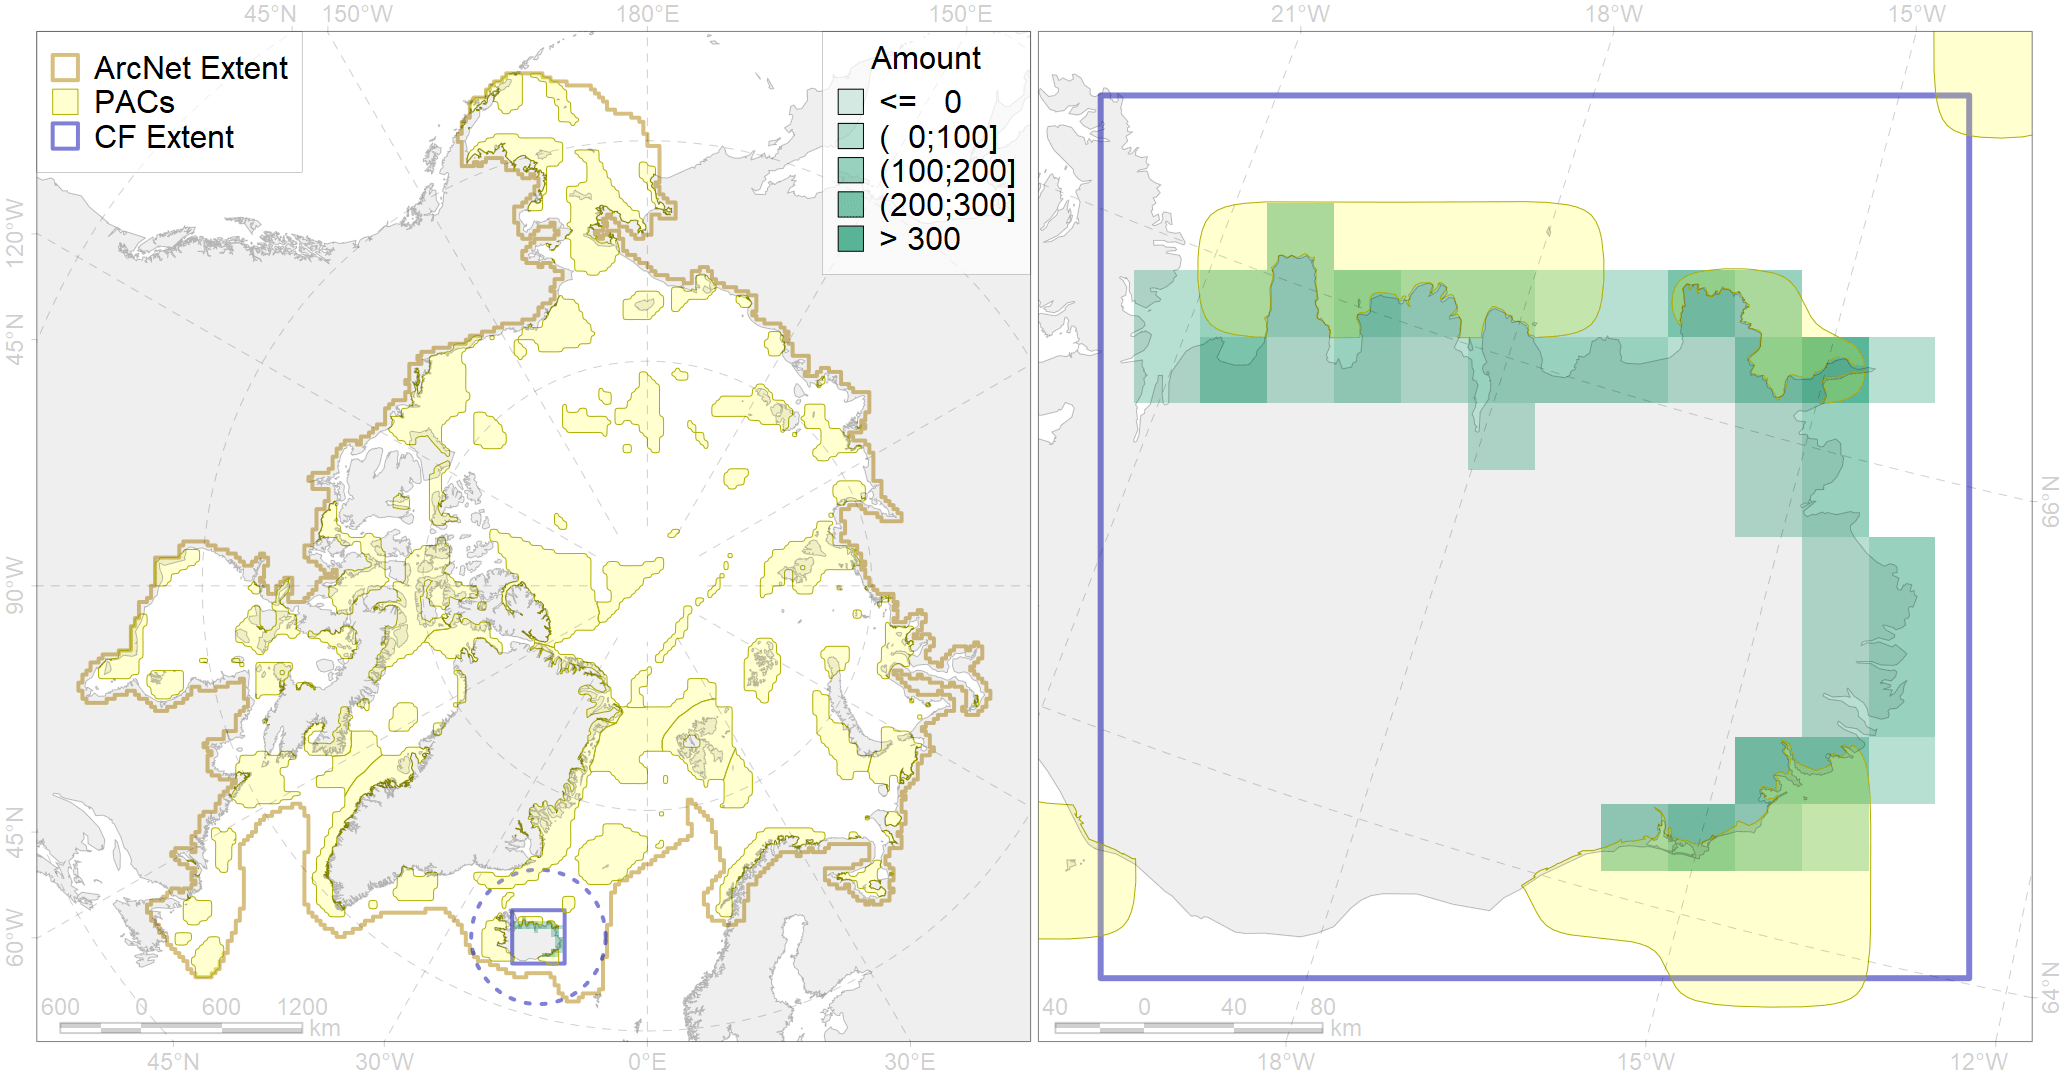 45°N 150°W 180°E 150°E 21°W 18°W 15°W
ArcNet Extent
PACs
CF Extent
Amount
<= 0
( 0;100]
(100;200]
(200;300]
> 300
120°W
45°N
90°W
45°N
60°W
66°N
64°N
600 0 600 1200
km
40 0 40 80
km
45°N 30°W 0°E 30°E 18°W 15°W 12°W